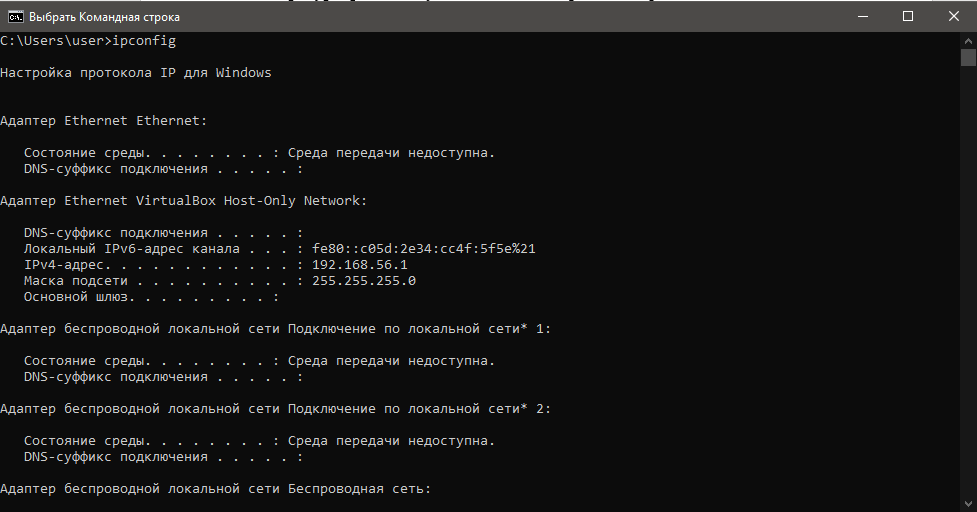 Выбрать Командная строка
C:\Users\user>ipconfig
Настройка протокола IP для Windows
Адаптер Ethernet Ethernet:
Состояние среды. . . . . . . . : Среда передачи недоступна.
DNS-суффикс подключения . . . . . :
Адаптер Ethernet VirtualBox Host-Only Network:
DNS-суффикс подключения . . . . . :
Локальный IPv6-адрес канала . . . : fe80::c05d:2e34:cc4f:5f5e%21
IPv4-адрес. . . . . . . . . . . . : 192.168.56.1
Маска подсети . . . . . . . . . . : 255.255.255.0
Основной шлюз. . . . . . . . . :
Адаптер беспроводной локальной сети Подключение по локальной сети* 1:
Состояние среды. . . . . . . . : Среда передачи недоступна.
DNS-суффикс подключения . . . . . :
Адаптер беспроводной локальной сети Подключение по локальной сети* 2:
Состояние среды. . . . . . . . : Среда передачи недоступна.
DNS-суффикс подключения . . . . . :
Адаптер беспроводной локальной сети Беспроводная сеть: